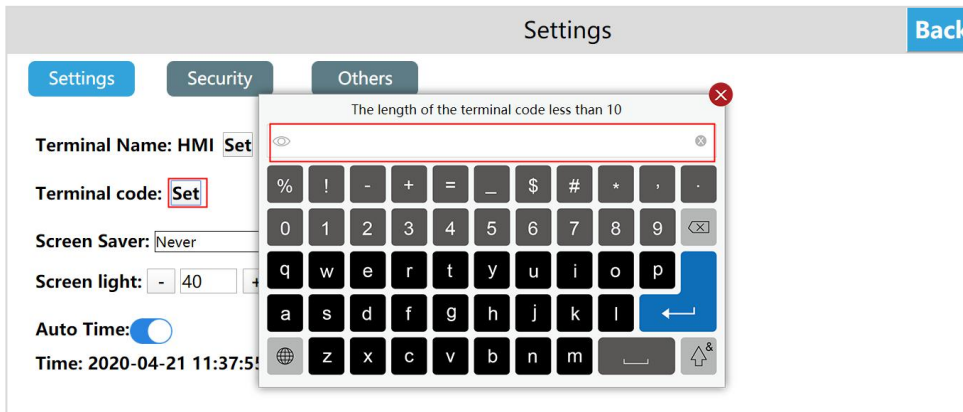 Settings
Back
Settings Security Others
The length of the terminal code less than 10
Terminal Name: HMI Set
Terminal code: Set
Screen Saver: Never
Screen light: - 40 +
Auto Time:
Time: 2020-04-21 11:37:55
% ! - + = _ $ # * , .
0 1 2 3 4 5 6 7 8 9
q w e r t y u i o p
a s d f g h j k l
z x c v b n m &